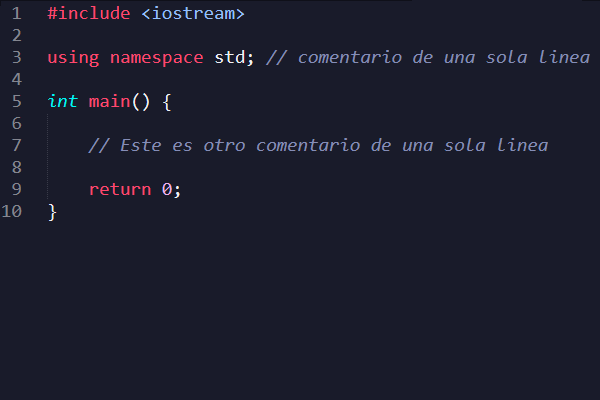 1 #include <iostream>
2
3 using namespace std; // comentario de una sola linea
4
5 int main() {
6
7     // Este es otro comentario de una sola linea
8
9     return 0;
10 }